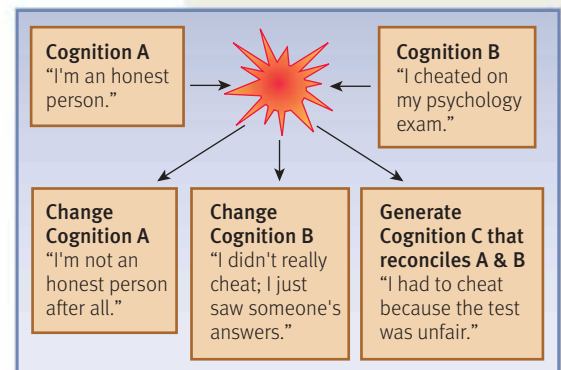 Cognition A
“I'm an honest
person.”
Cognition B
“I cheated on
my psychology
exam.”
Change
Cognition A
“I'm not an
honest person
after all.”
Change
Cognition B
“I didn't really
cheat; I just
saw someone's
answers.”
Generate
Cognition C that
reconciles A & B
“I had to cheat
because the test
was unfair.”